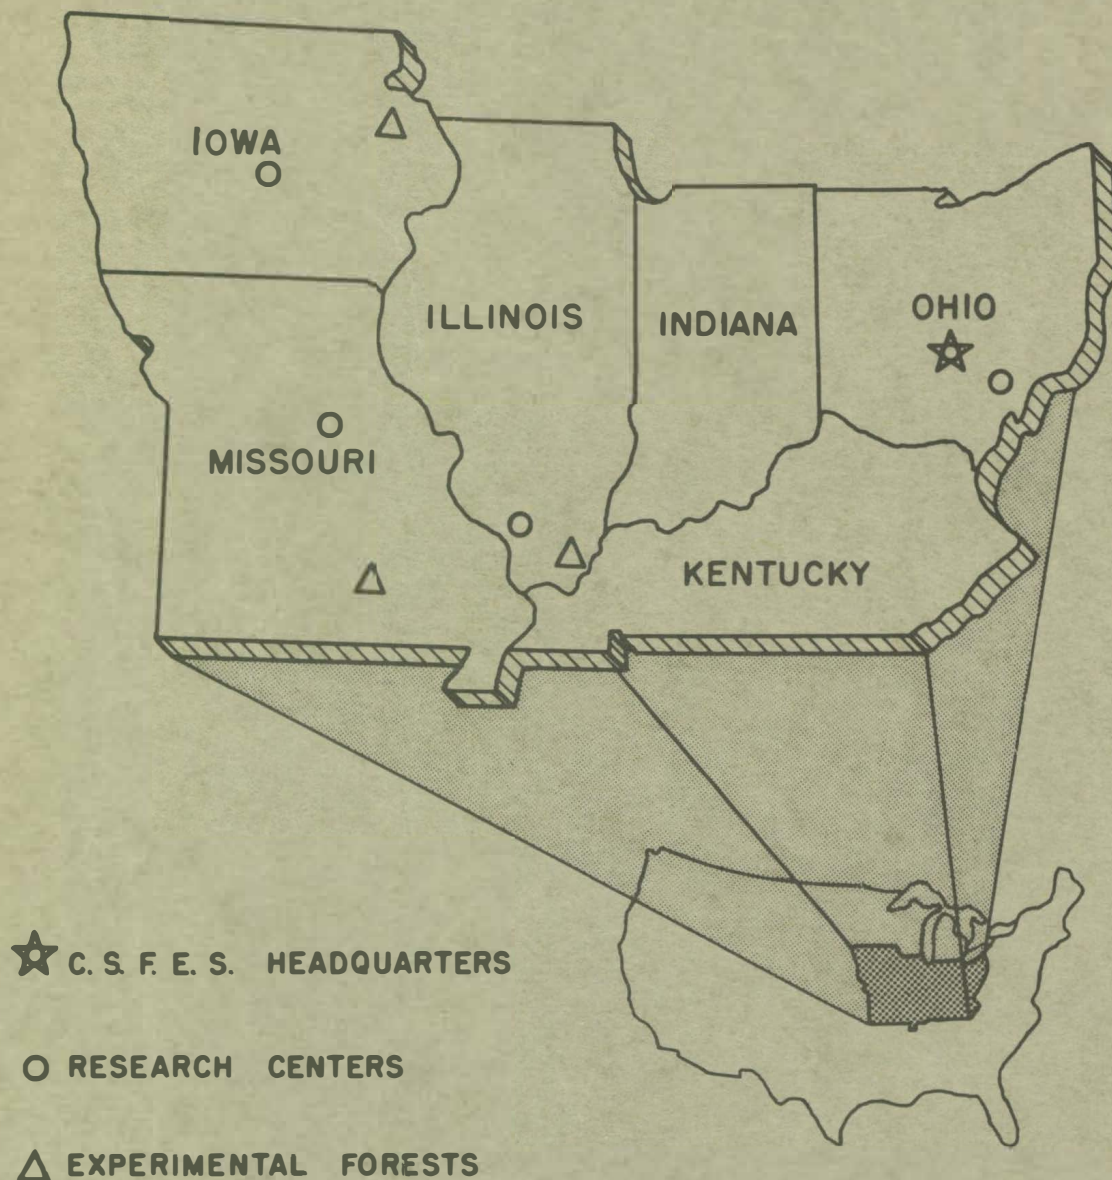 IOWA
ILLINOIS
INDIANA
OHIO
MISSOURI
KENTUCKY
C. S. F. E. S. HEADQUARTERS
RESEARCH CENTERS
EXPERIMENTAL FORESTS